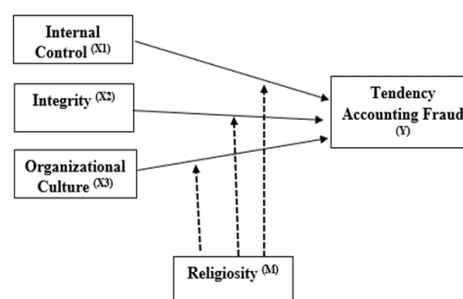 Internal
Control (X1)
Integrity (X2)
Organizational
Culture (X3)
Tendency
Accounting Fraud
(Y)
Religiosity (M)